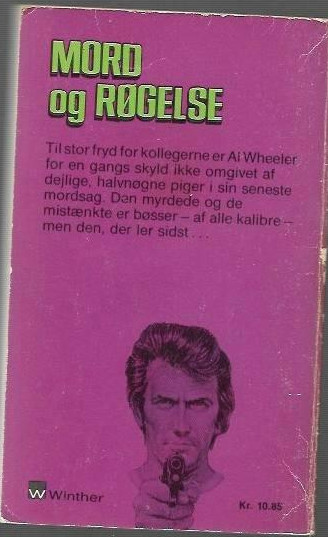 MORD
og RØGELSE
Til stor fryd for kollegerne er Al Wheeler
for en gangs skyld ikke omgivet af
dejlige, halvnøgne piger i sin seneste
mordsag. Den myrdede og de
mistænkte er bøsser – af alle kalibre –
men den, der ler sidst . . .
W Winther
Kr. 10.85